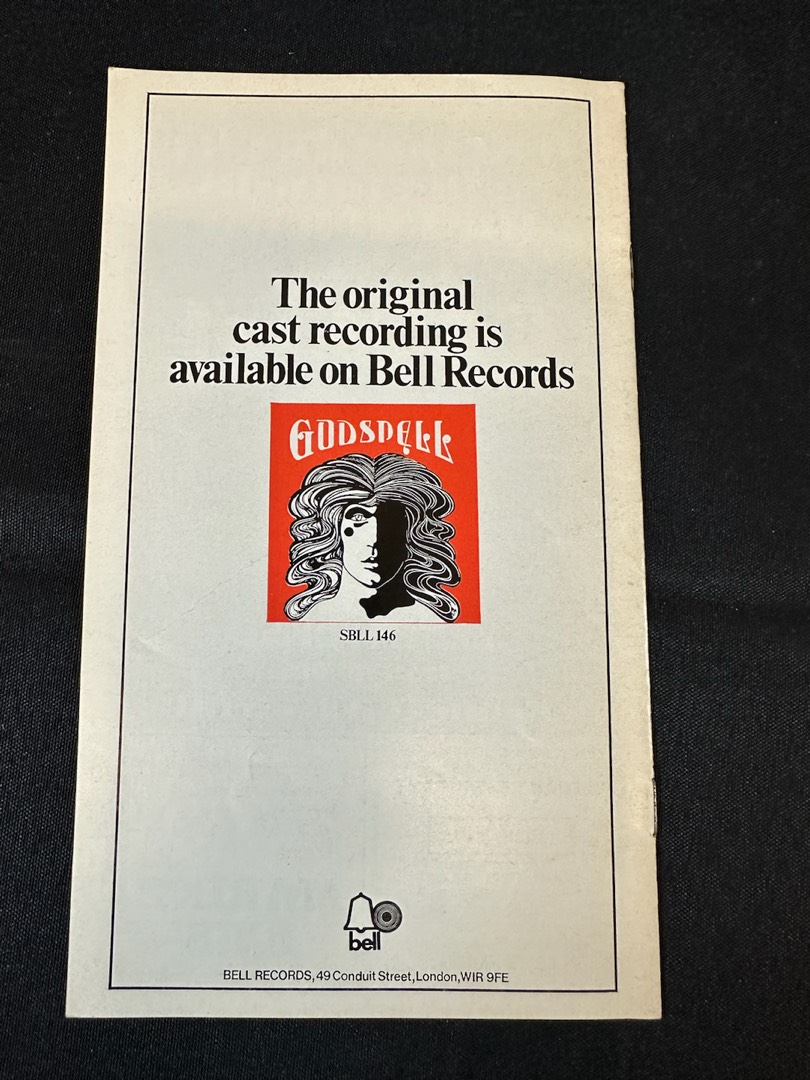 The original
cast recording is
available on Bell Records
GODSPELL
SBLL 146
bell
BELL RECORDS, 49 Conduit Street, London, W1R 9FE